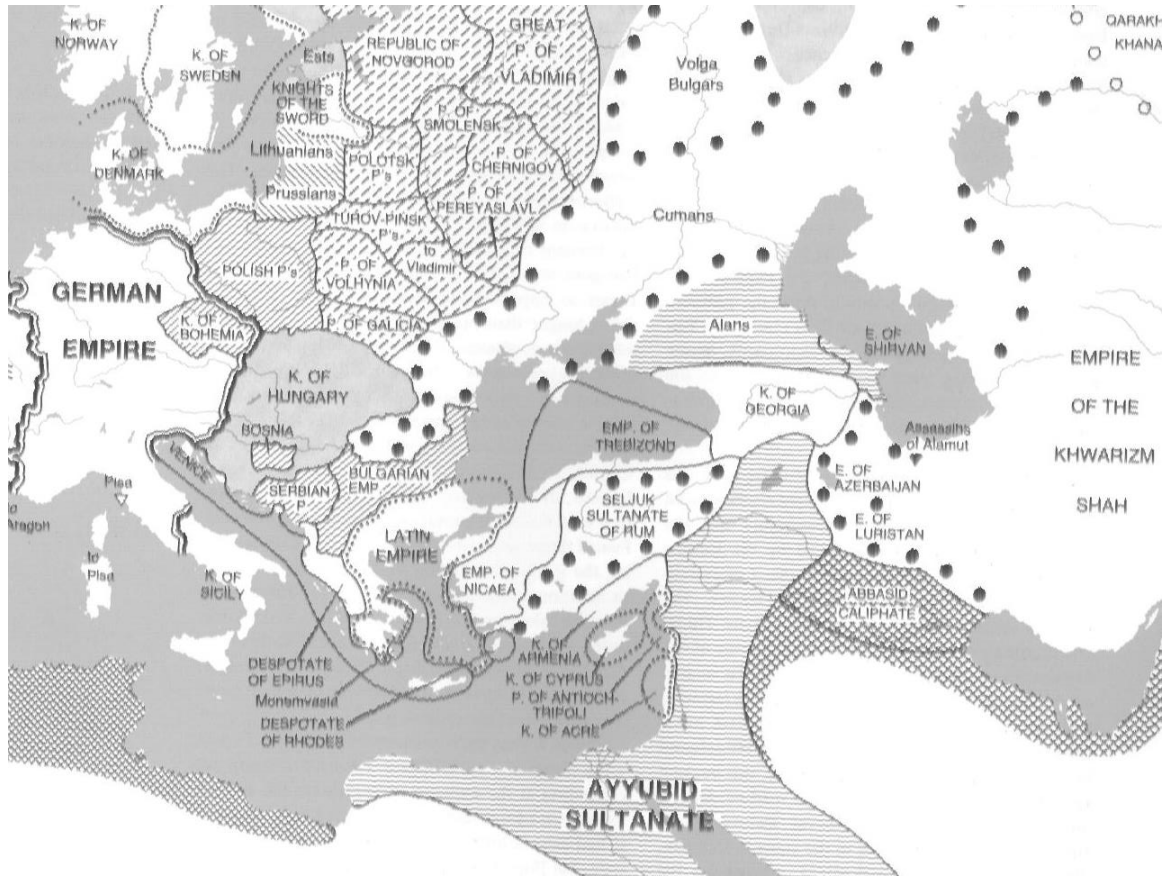 K. OF
NORWAY
K. OF
SWEDEN
Ests
KNIGHTS
OF THE
SWORD
REPUBLIC OF
NOVGOROD
GREAT
P. OF
VLADIMIR
Volga
Bulgars
QARAKH
KHANA
K. OF
DENMARK
Lithuanians
Prussians
POLOTSK
P's
P. OF
SMOLENSK
P. OF
CHERNIGOV
P. OF
PEREYASLAVL
TUROV-PINSK
P's
to
Vladimir
Cumans
GERMAN
EMPIRE
POLISH P's
P. OF
VOLHYNIA
K. OF
BOHEMIA
P. OF GALICIA
Alans
E. OF
SHIRVAN
K. OF
HUNGARY
BOSNIA
VENICE
K. OF
GEORGIA
EMPIRE
OF THE
KHWARIZM
SHAH
Assassins
of Alamut
EMP. OF
TREBIZOND
BULGARIAN
EMP.
SERBIAN
P.
Pisa
to
Aragon
to
Pisa
K. OF
SICILY
LATIN
EMPIRE
EMP. OF
NICAEA
SELJUK
SULTANATE
OF RUM
E. OF
AZERBAIJAN
E. OF
LURISTAN
ABBASID
CALIPHATE
DESPOTATE
OF EPIRUS
Monemvasia
DESPOTATE
OF RHODES
K. OF
ARMENIA
K. OF CYPRUS
P. OF ANTIOCH-
TRIPOLI
K. OF ACRE
AYYUBID
SULTANATE